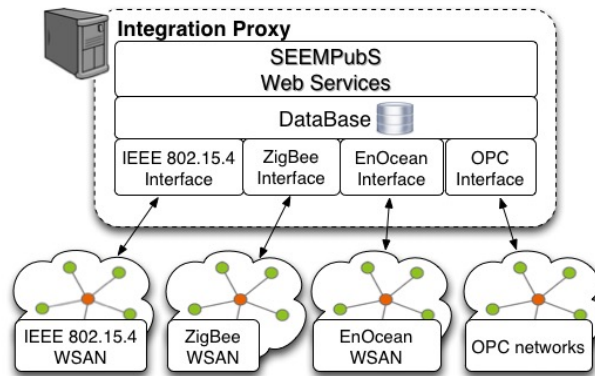 Integration Proxy
SEEMPubS
Web Services
DataBase
IEEE 802.15.4
Interface
ZigBee
Interface
EnOcean
Interface
OPC
Interface
IEEE 802.15.4
WSAN
ZigBee
WSAN
EnOcean
WSAN
OPC networks